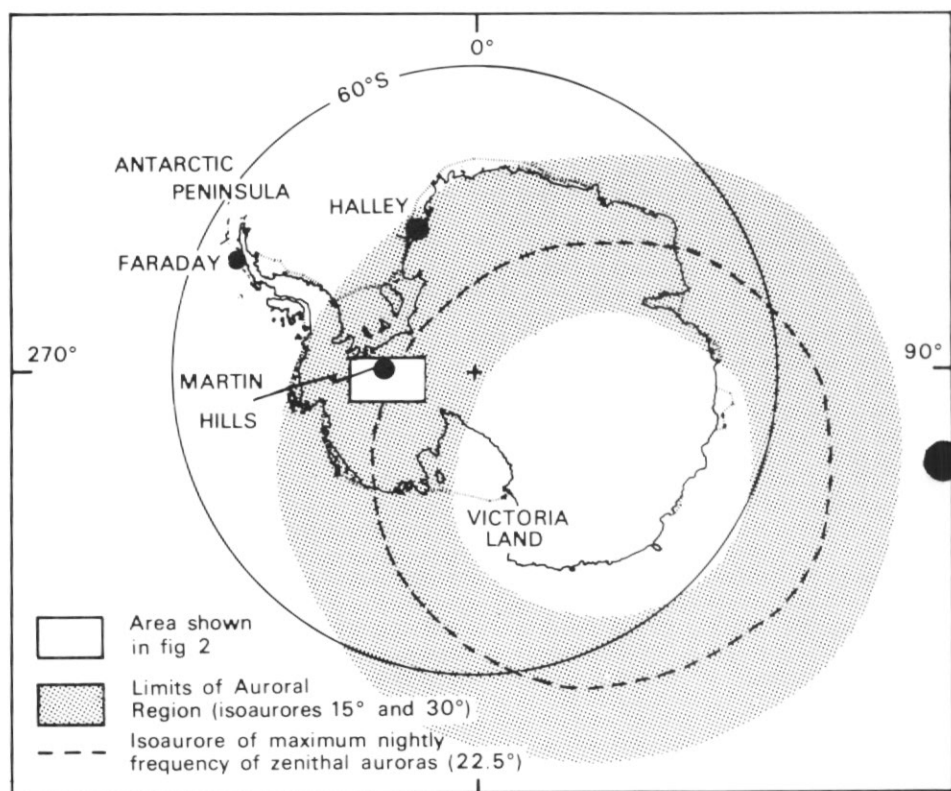 0°
60°S
ANTARCTIC
PENINSULA
HALLEY
FARADAY
270°
90°
MARTIN
HILLS
VICTORIA
LAND
Area shown
in fig 2
Limits of Auroral
Region (isoaurores 15° and 30°)
Isoaurore of maximum nightly
frequency of zenithal auroras (22.5°)